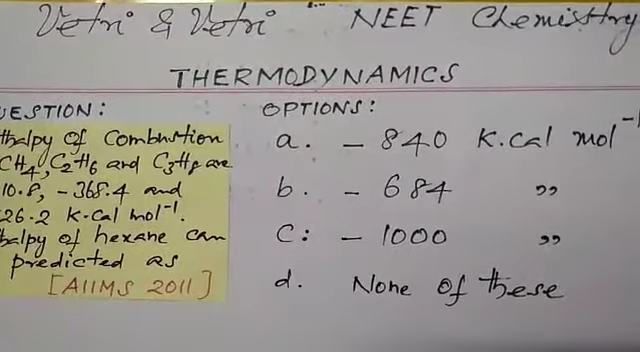 Vetri & Vetri NEET Chemistry
THERMODYNAMICS
UESTION:
thalpy of Combustion
CH4, C2H6 and C3H8 are
10.8, - 368.4 and
26.2 K.Cal mol⁻¹.
halpy of hexane can
predicted as
[AIIMS 2011]
OPTIONS:
a. - 840 K.Cal mol⁻¹
b. - 684 ,,
C: - 1000 ,,
d. None of these